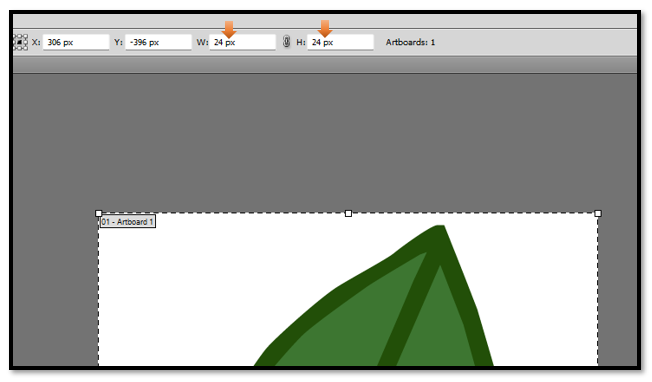 X: 306 px Y: -396 px W: 24 px H: 24 px Artboards: 1
01 - Artboard 1